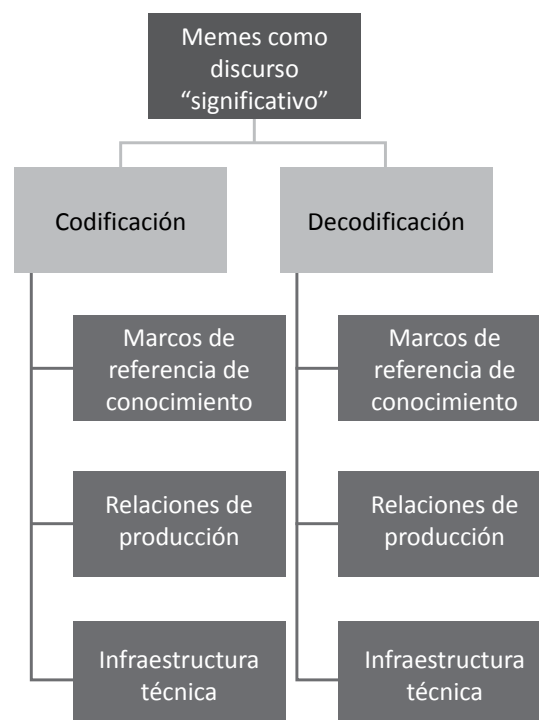 Memes como
discurso
“significativo”
Codificación
Decodificación
Marcos de
referencia de
conocimiento
Marcos de
referencia de
conocimiento
Relaciones de
producción
Relaciones de
producción
Infraestructura
técnica
Infraestructura
técnica